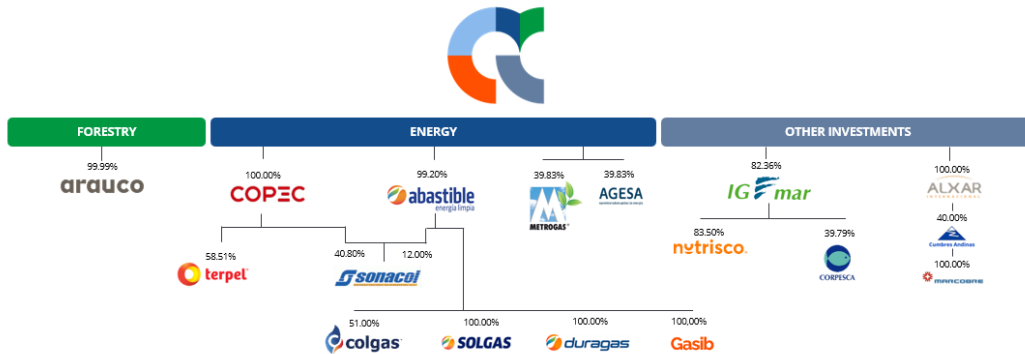 FORESTRY
ENERGY
OTHER INVESTMENTS
99.99%
arauco
100.00%
COPEC
99.20%
abastible
energía limpia
39.83%
METROGAS
39.83%
AGESA
82.36%
IG mar
100.00%
ALXAR
INTERNACIONAL
58.51%
terpel
40.80%
12.00%
sonacol
83.50%
nutrisco
39.79%
CORPESCA
40.00%
Cumbres Andinas
100.00%
MARCOBRE
51.00%
colgas
100.00%
SOLGAS
100.00%
duragas
100,00%
Gasib